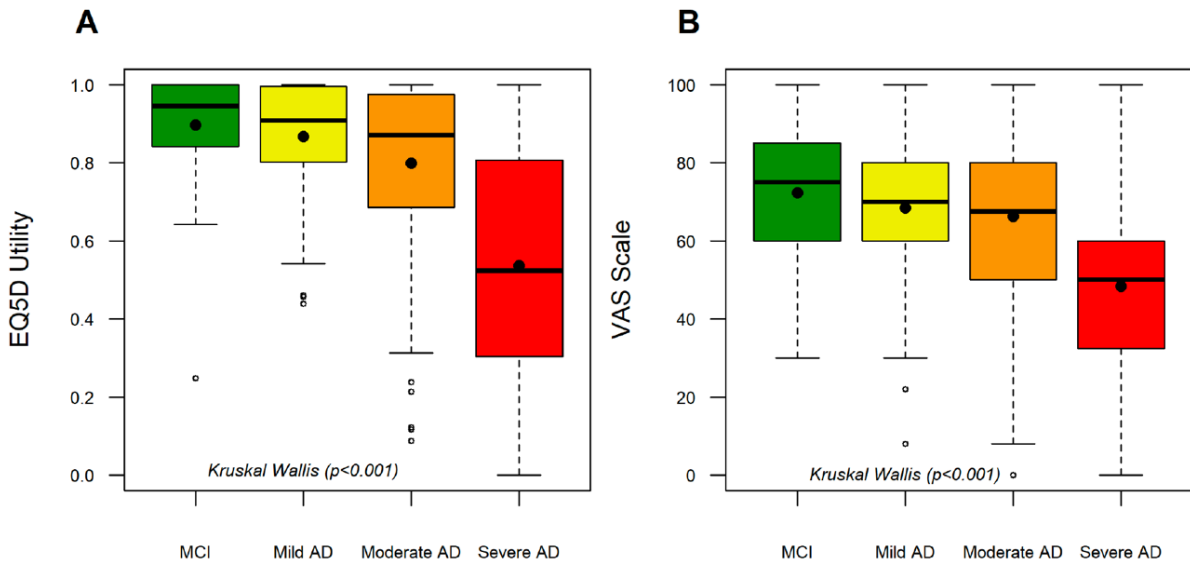 A
EQ5D Utility
1.0
0.8
0.6
0.4
0.2
0.0
Kruskal Wallis (p<0.001)
MCI Mild AD Moderate AD Severe AD
B
VAS Scale
100
80
60
40
20
0
Kruskal Wallis (p<0.001)
MCI Mild AD Moderate AD Severe AD